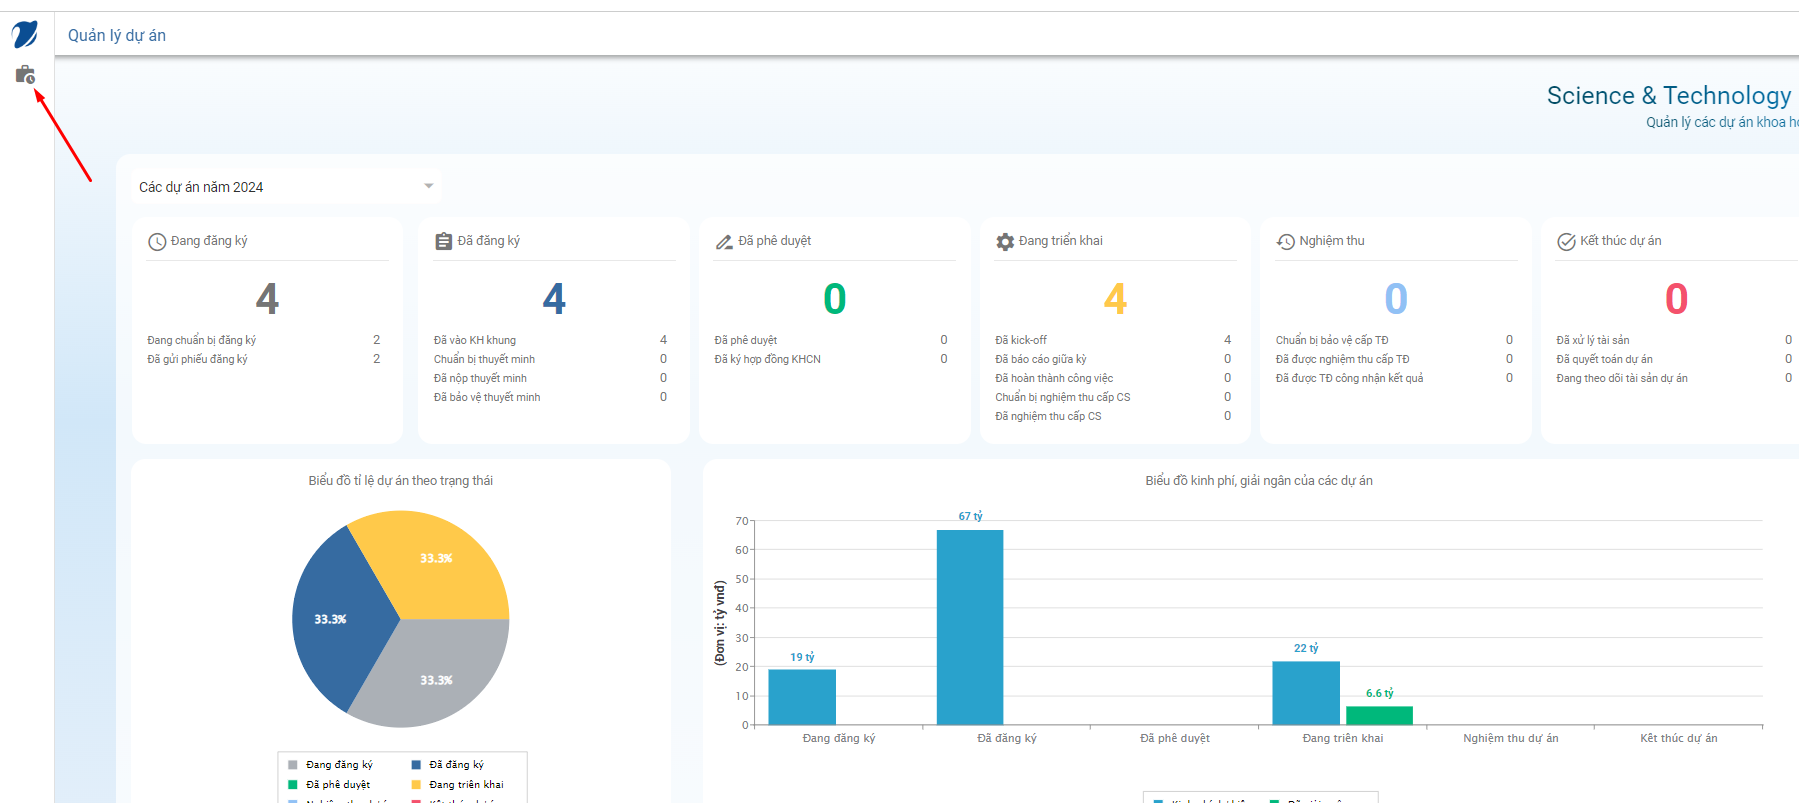 Quản lý dự án
Science & Technology
Quản lý các dự án khoa
Các dự án năm 2024
Đang đăng ký
4
Đang chuẩn bị đăng ký 2
Đã gửi phiếu đăng ký 2
Đã đăng ký
4
Đã vào KH khung 4
Chuẩn bị thuyết minh 0
Đã nộp thuyết minh 0
Đã bảo vệ thuyết minh 0
Đã phê duyệt
0
Đã phê duyệt 0
Đã ký hợp đồng KHCN 0
Đang triển khai
4
Đã kick-off 4
Đã báo cáo giữa kỳ 0
Đã hoàn thành công việc 0
Chuẩn bị nghiệm thu cấp CS 0
Đã nghiệm thu cấp CS 0
Nghiệm thu
0
Chuẩn bị bảo vệ cấp TĐ 0
Đã được nghiệm thu cấp TĐ 0
Đã được TĐ công nhận kết quả 0
Kết thúc dự án
0
Đã xử lý tài sản 0
Đã quyết toán dự án 0
Đang theo dõi tài sản dự án 0
Biểu đồ tỉ lệ dự án theo trạng thái
33.3%
33.3%
33.3%
Đang đăng ký Đã đăng ký
Đã phê duyệt Đang triên khai
Biểu đồ kinh phí, giải ngân của các dự án
(Đơn vị: tỷ vnđ)
70
60
50
40
30
20
10
0
19 tỷ
67 tỷ
22 tỷ
6.6 tỷ
Đang đăng ký Đã đăng ký Đã phê duyệt Đang triên khai Nghiệm thu dự án Kêt thúc dự án